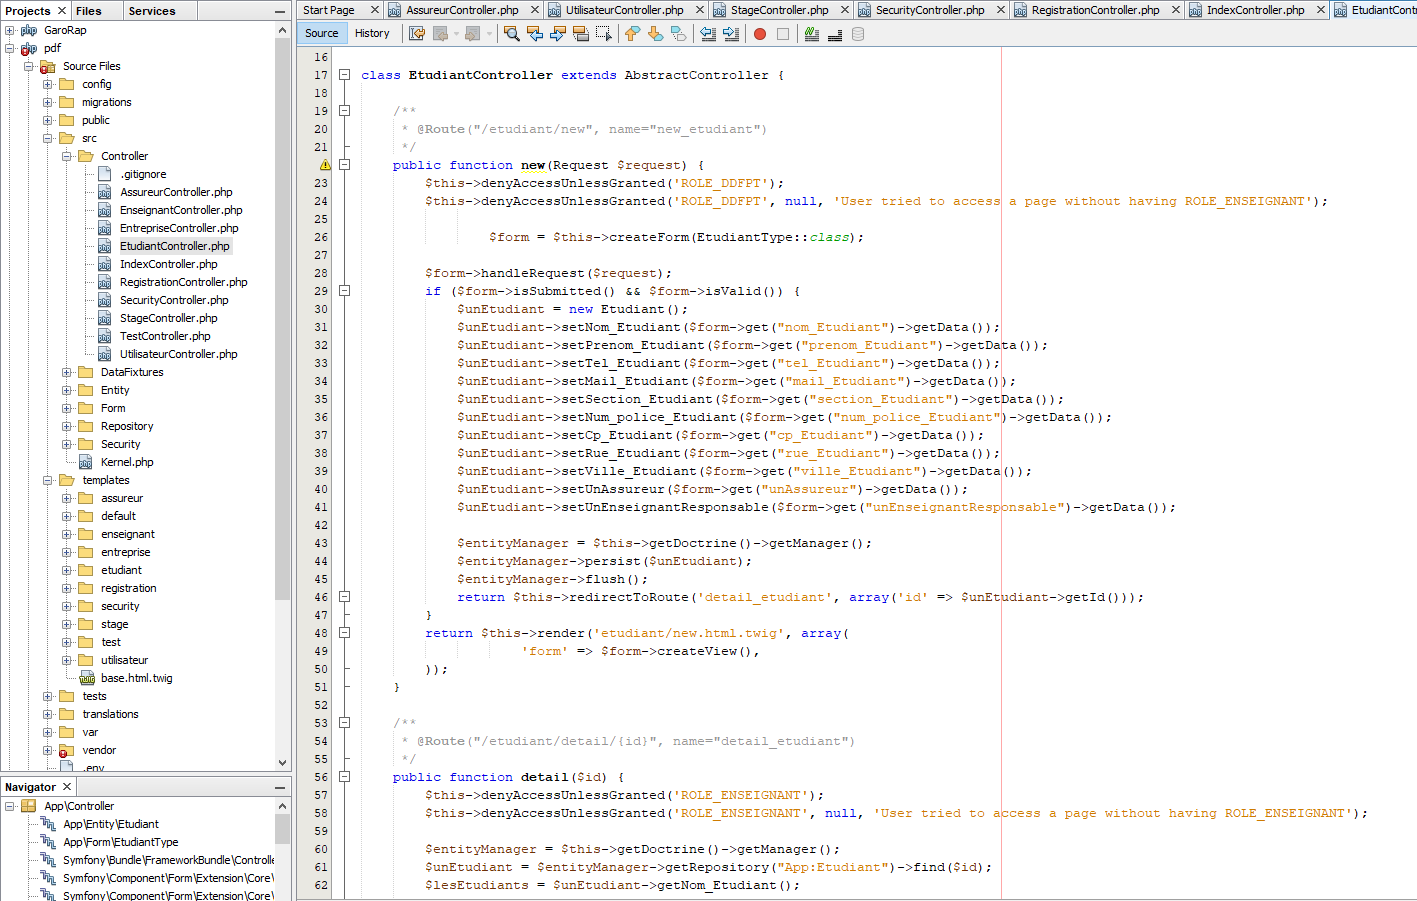 Projects
Files
Services
GaroRap
pdf
Source Files
config
migrations
public
src
Controller
.gitignore
AssureurController.php
EnseignantController.php
EntrepriseController.php
EtudiantController.php
IndexController.php
RegistrationController.php
SecurityController.php
StageController.php
TestController.php
UtilisateurController.php
DataFixtures
Entity
Form
Repository
Security
Kernel.php
templates
assureur
default
enseignant
entreprise
etudiant
registration
security
stage
test
utilisateur
base.html.twig
tests
translations
var
vendor
.env
Navigator
App\Controller
App\Entity\Etudiant
App\Form\EtudiantType
Symfony\Bundle\FrameworkBundle\Controlle
Symfony\Component\Form\Extension\Core\
Symfony\Component\Form\Extension\Core\
Start Page
AssureurController.php
UtilisateurController.php
StageController.php
SecurityController.php
RegistrationController.php
IndexController.php
EtudiantCont
Source History
16
17 class EtudiantController extends AbstractController {
18
19 /**
20 * @Route("/etudiant/new", name="new_etudiant")
21 */
public function new(Request $request) {
23 $this->denyAccessUnlessGranted('ROLE_DDFPT');
24 $this->denyAccessUnlessGranted('ROLE_DDFPT', null, 'User tried to access a page without having ROLE_ENSEIGNANT');
25
26 $form = $this->createForm(EtudiantType::class);
27
28 $form->handleRequest($request);
29 if ($form->isSubmitted() && $form->isValid()) {
30 $unEtudiant = new Etudiant();
31 $unEtudiant->setNom_Etudiant($form->get("nom_Etudiant")->getData());
32 $unEtudiant->setPrenom_Etudiant($form->get("prenom_Etudiant")->getData());
33 $unEtudiant->setTel_Etudiant($form->get("tel_Etudiant")->getData());
34 $unEtudiant->setMail_Etudiant($form->get("mail_Etudiant")->getData());
35 $unEtudiant->setSection_Etudiant($form->get("section_Etudiant")->getData());
36 $unEtudiant->setNum_police_Etudiant($form->get("num_police_Etudiant")->getData());
37 $unEtudiant->setCp_Etudiant($form->get("cp_Etudiant")->getData());
38 $unEtudiant->setRue_Etudiant($form->get("rue_Etudiant")->getData());
39 $unEtudiant->setVille_Etudiant($form->get("ville_Etudiant")->getData());
40 $unEtudiant->setUnAssureur($form->get("unAssureur")->getData());
41 $unEtudiant->setUnEnseignantResponsable($form->get("unEnseignantResponsable")->getData());
42
43 $entityManager = $this->getDoctrine()->getManager();
44 $entityManager->persist($unEtudiant);
45 $entityManager->flush();
46 return $this->redirectToRoute('detail_etudiant', array('id' => $unEtudiant->getId()));
47 }
48 return $this->render('etudiant/new.html.twig', array(
49 'form' => $form->createView(),
50 ));
51 }
52
53 /**
54 * @Route("/etudiant/detail/{id}", name="detail_etudiant")
55 */
56 public function detail($id) {
57 $this->denyAccessUnlessGranted('ROLE_ENSEIGNANT');
58 $this->denyAccessUnlessGranted('ROLE_ENSEIGNANT', null, 'User tried to access a page without having ROLE_ENSEIGNANT');
59
60 $entityManager = $this->getDoctrine()->getManager();
61 $unEtudiant = $entityManager->getRepository("App:Etudiant")->find($id);
62 $lesEtudiants = $unEtudiant->getNom_Etudiant();